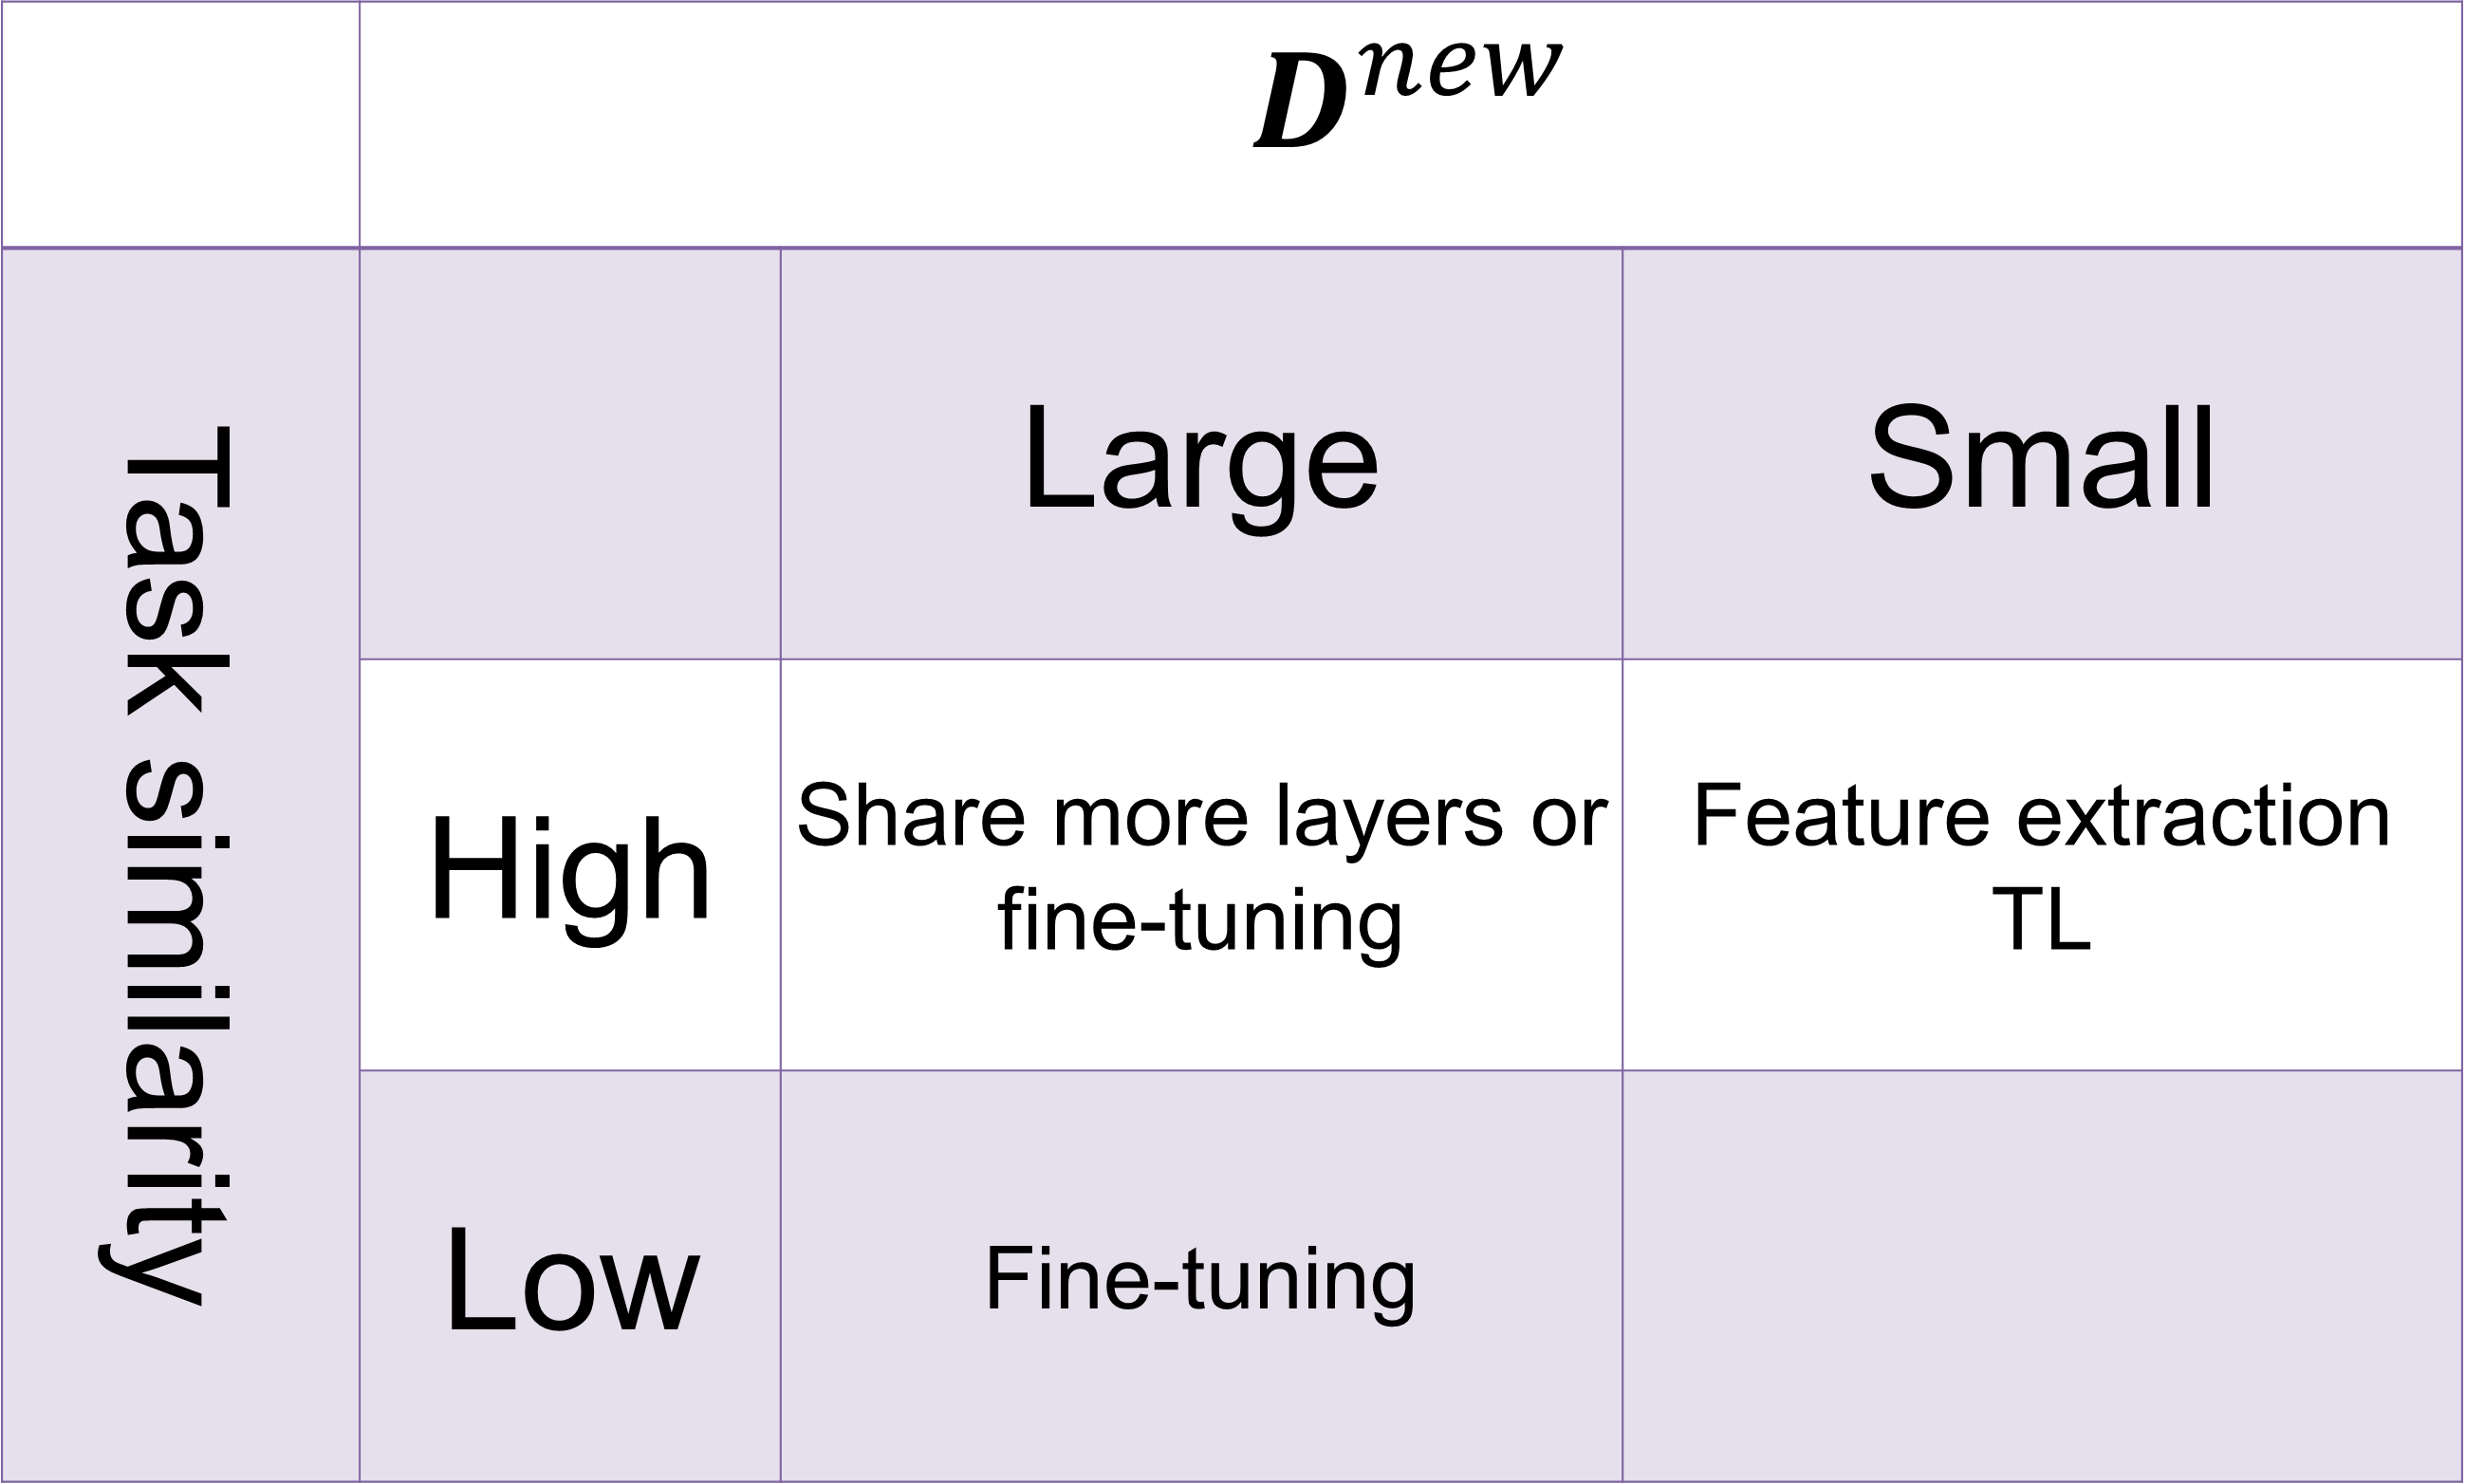 D^new
Task similarity
Large
Small
High
Share more layers or
fine-tuning
Feature extraction
TL
Low
Fine-tuning